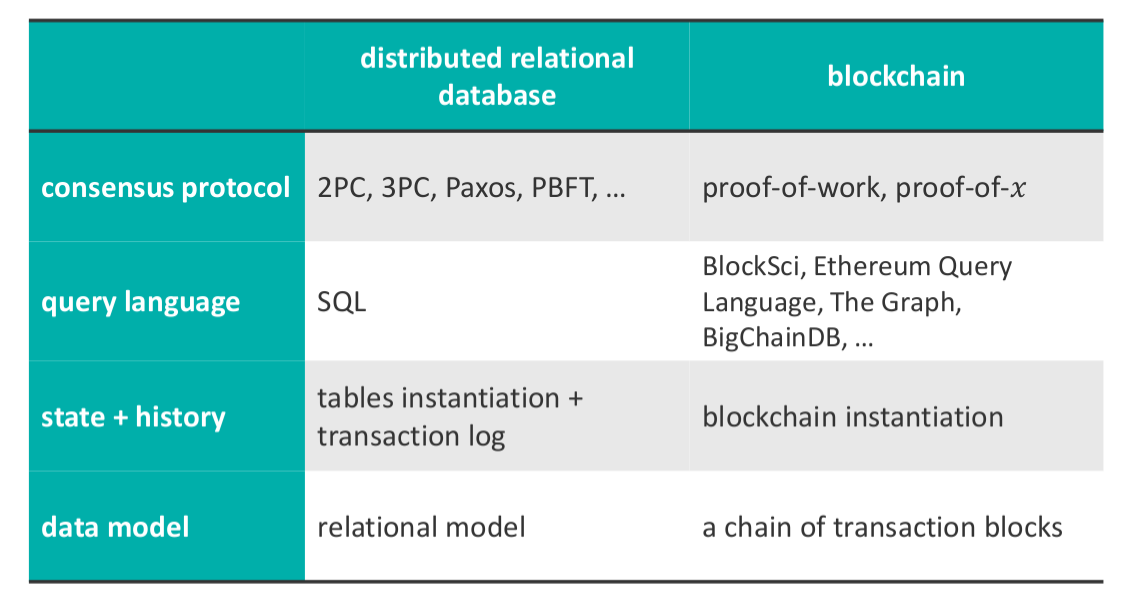 distributed relational
database
blockchain
consensus protocol
2PC, 3PC, Paxos, PBFT, ...
proof-of-work, proof-of-x
query language
SQL
BlockSci, Ethereum Query
Language, The Graph,
BigChainDB, ...
state + history
tables instantiation +
transaction log
blockchain instantiation
data model
relational model
a chain of transaction blocks